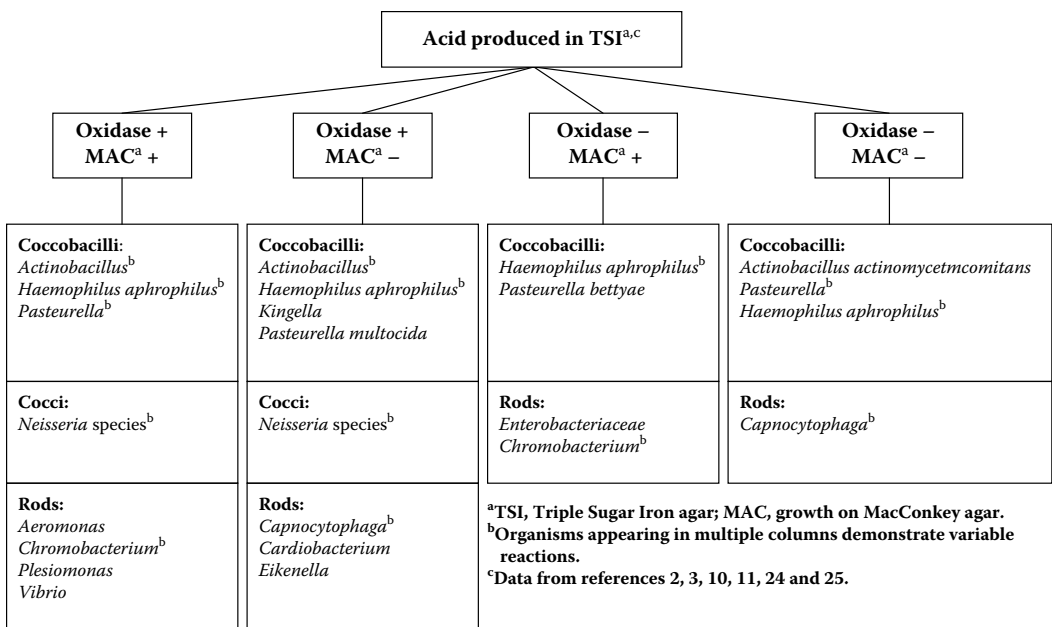 Acid produced in TSIᵃ,ᶜ
Oxidase +
MACᵃ +
Oxidase +
MACᵃ –
Oxidase –
MACᵃ +
Oxidase –
MACᵃ –
Coccobacilli:
Actinobacillusᵇ
Haemophilus aphrophilusᵇ
Pasteurellaᵇ
Cocci:
Neisseria speciesᵇ
Rods:
Aeromonas
Chromobacteriumᵇ
Plesiomonas
Vibrio
Coccobacilli:
Actinobacillusᵇ
Haemophilus aphrophilusᵇ
Kingella
Pasteurella multocida
Cocci:
Neisseria speciesᵇ
Rods:
Capnocytophagaᵇ
Cardiobacterium
Eikenella
Coccobacilli:
Haemophilus aphrophilusᵇ
Pasteurella bettyae
Rods:
Enterobacteriaceae
Chromobacteriumᵇ
Coccobacilli:
Actinobacillus actinomycetmcomitans
Pasteurellaᵇ
Haemophilus aphrophilusᵇ
Rods:
Capnocytophagaᵇ
ᵃTSI, Triple Sugar Iron agar; MAC, growth on MacConkey agar.
ᵇOrganisms appearing in multiple columns demonstrate variable
reactions.
ᶜData from references 2, 3, 10, 11, 24 and 25.